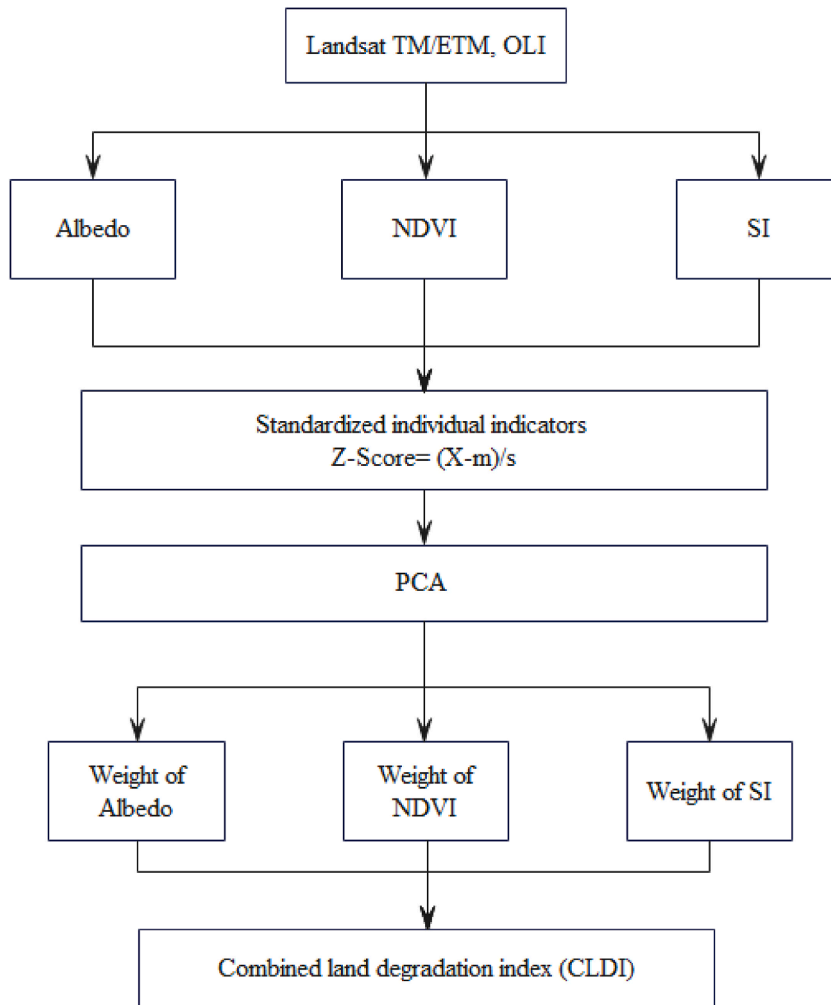 Landsat TM/ETM, OLI
Albedo
NDVI
SI
Standardized individual indicators
Z-Score= (X-m)/s
PCA
Weight of
Albedo
Weight of
NDVI
Weight of SI
Combined land degradation index (CLDI)